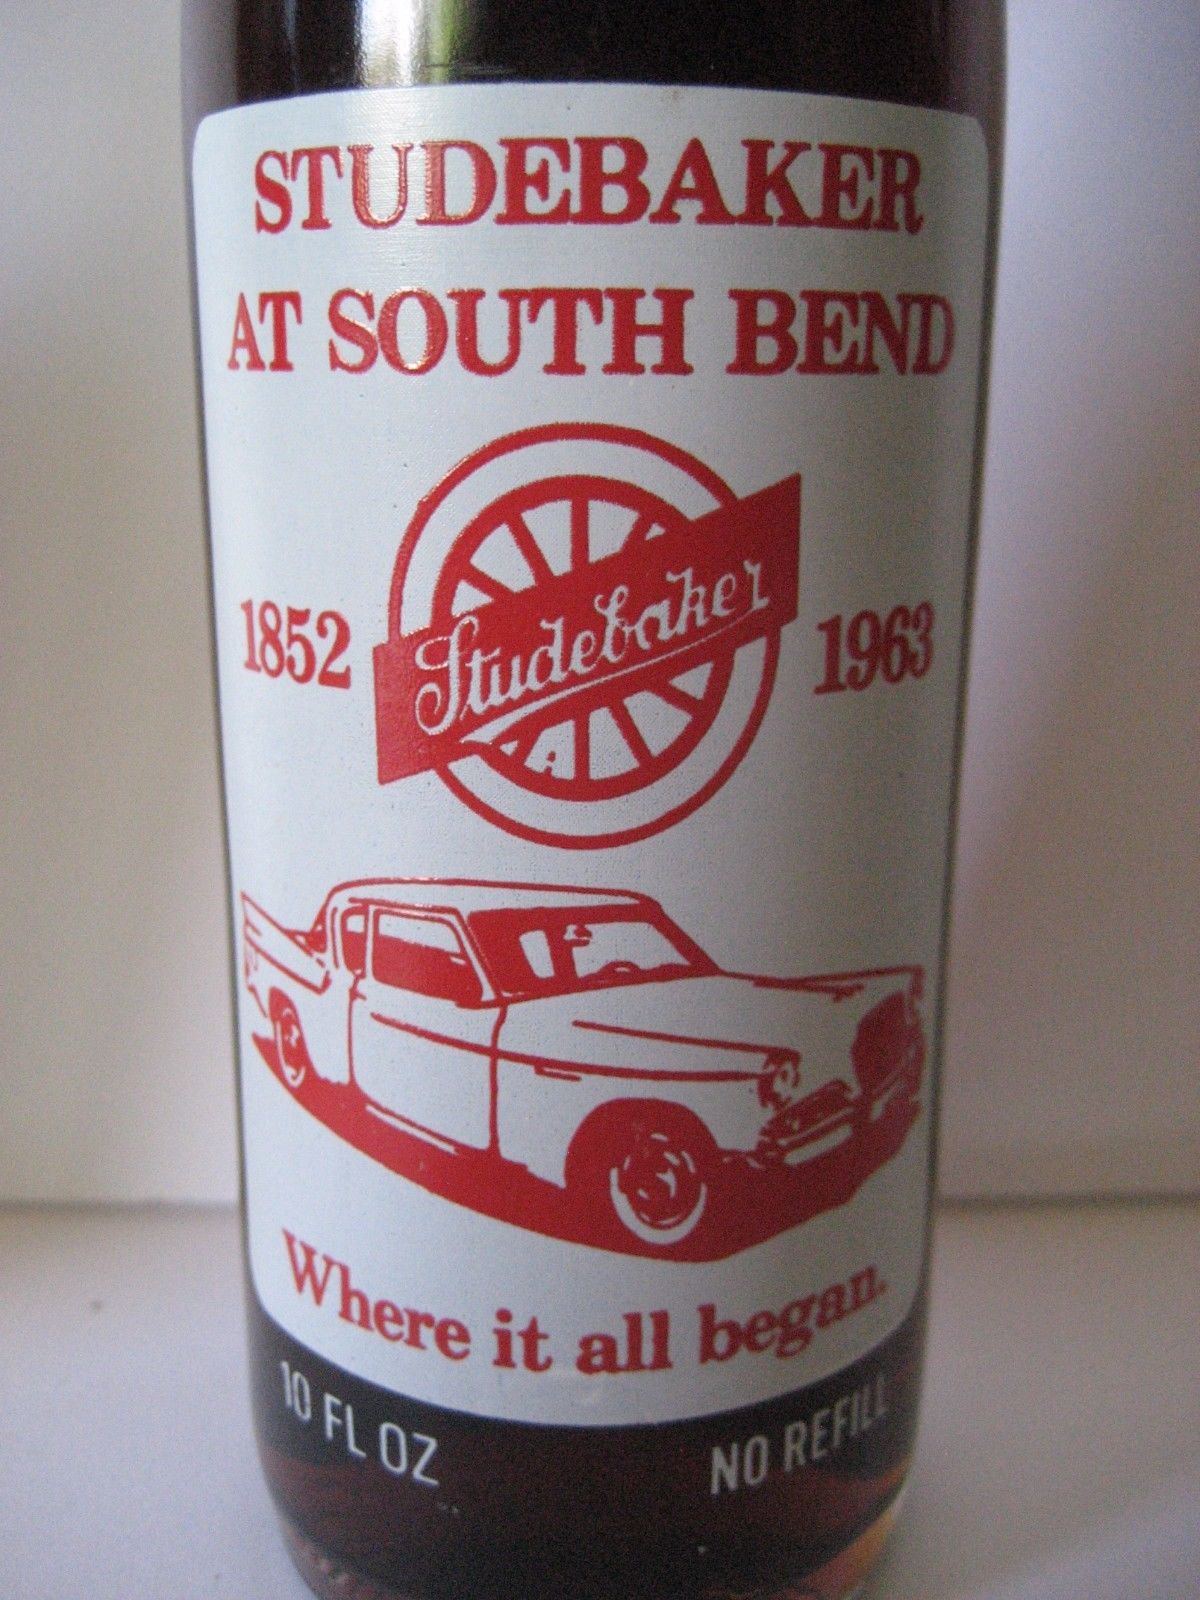 STUDEBAKER
AT SOUTH BEND
1852 Studebaker 1963
Where it all began.
10 FL OZ NO REFILL